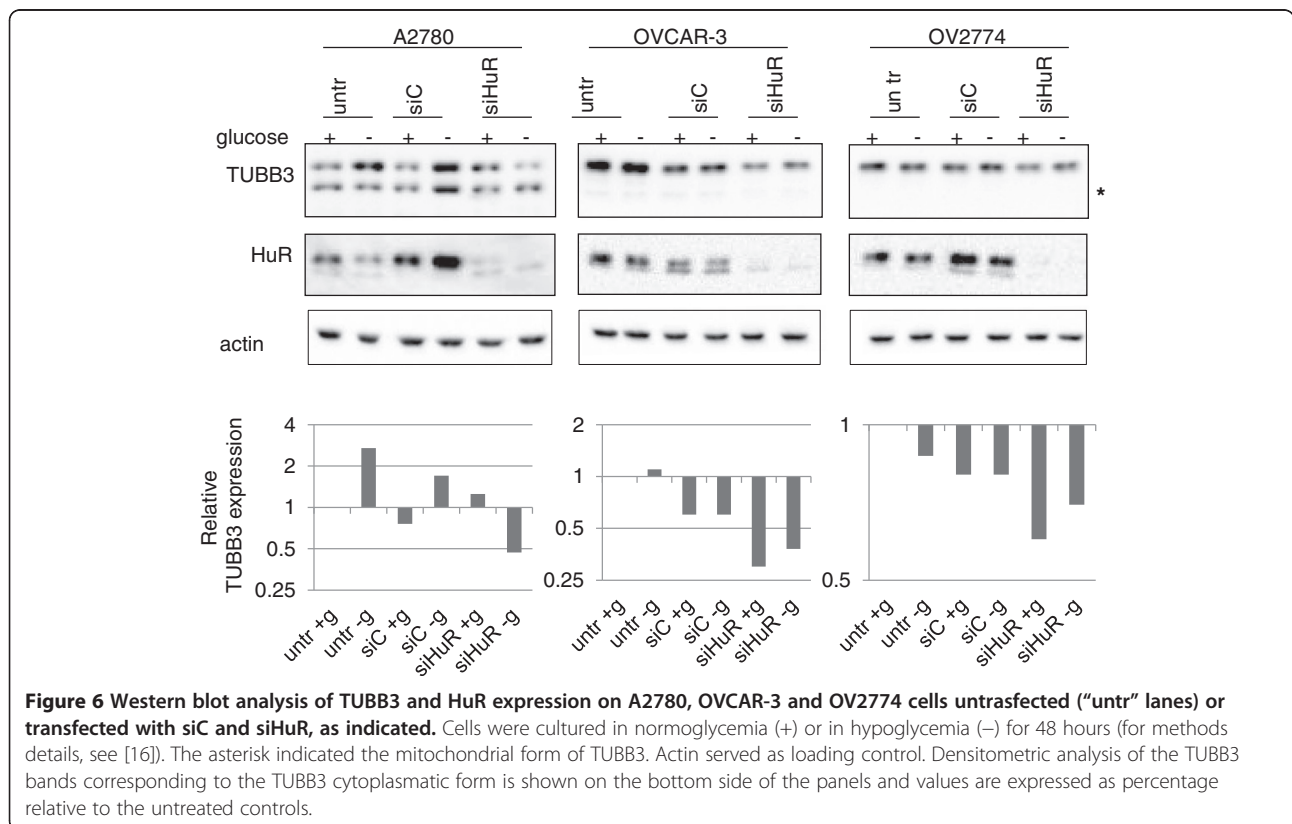 A2780 OVCAR-3 OV2774
untr siC siHuR untr siC siHuR un tr siC siHuR
glucose + - + - + - + - + - + - + - + - + -
TUBB3 *
HuR
actin
Relative TUBB3 expression
4
2
1
0.5
0.25
untr +g untr -g siC +g siC -g siHuR +g siHuR -g
2
1
0.5
0.25
untr +g untr -g siC +g siC -g siHuR +g siHuR -g
1
0.5
untr +g untr -g siC +g siC -g siHuR +g siHuR -g
Figure 6 Western blot analysis of TUBB3 and HuR expression on A2780, OVCAR-3 and OV2774 cells untrasfected (“untr” lanes) or
transfected with siC and siHuR, as indicated. Cells were cultured in normoglycemia (+) or in hypoglycemia (−) for 48 hours (for methods
details, see [16]). The asterisk indicated the mitochondrial form of TUBB3. Actin served as loading control. Densitometric analysis of the TUBB3
bands corresponding to the TUBB3 cytoplasmatic form is shown on the bottom side of the panels and values are expressed as percentage
relative to the untreated controls.